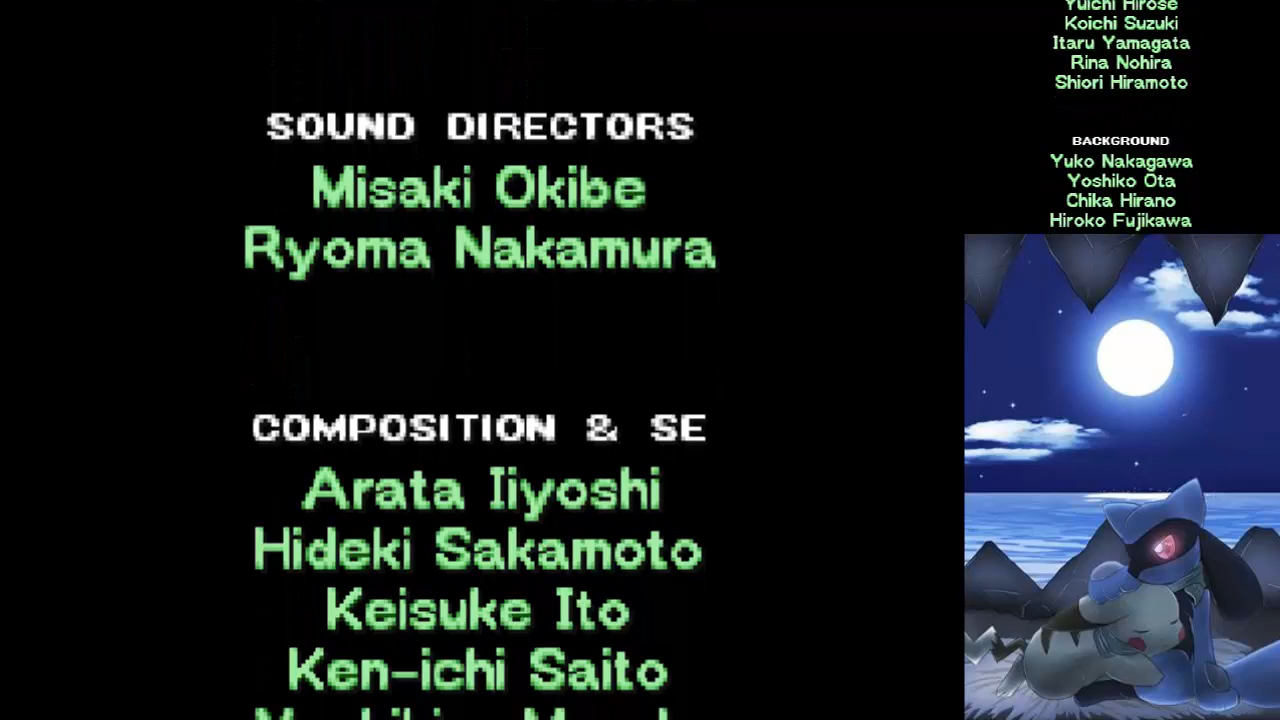 SOUND DIRECTORS
Misaki Okibe
Ryoma Nakamura
COMPOSITION & SE
Arata Iiyoshi
Hideki Sakamoto
Keisuke Ito
Ken-ichi Saito
Yuichi Hirose
Koichi Suzuki
Itaru Yamagata
Rina Nohira
Shiori Hiramoto
BACKGROUND
Yuko Nakagawa
Yoshiko Ota
Chika Hirano
Hiroko Fujikawa